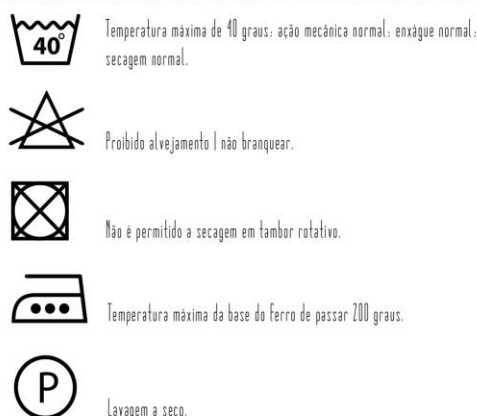 40°
Temperatura máxima de 40 graus; ação mecânica normal; enxágue normal;
secagem normal.
Proibido alvejamento | não branquear.
Não é permitido a secagem em tambor rotativo.
Temperatura máxima da base do ferro de passar 200 graus.
P
Lavagem a seco.